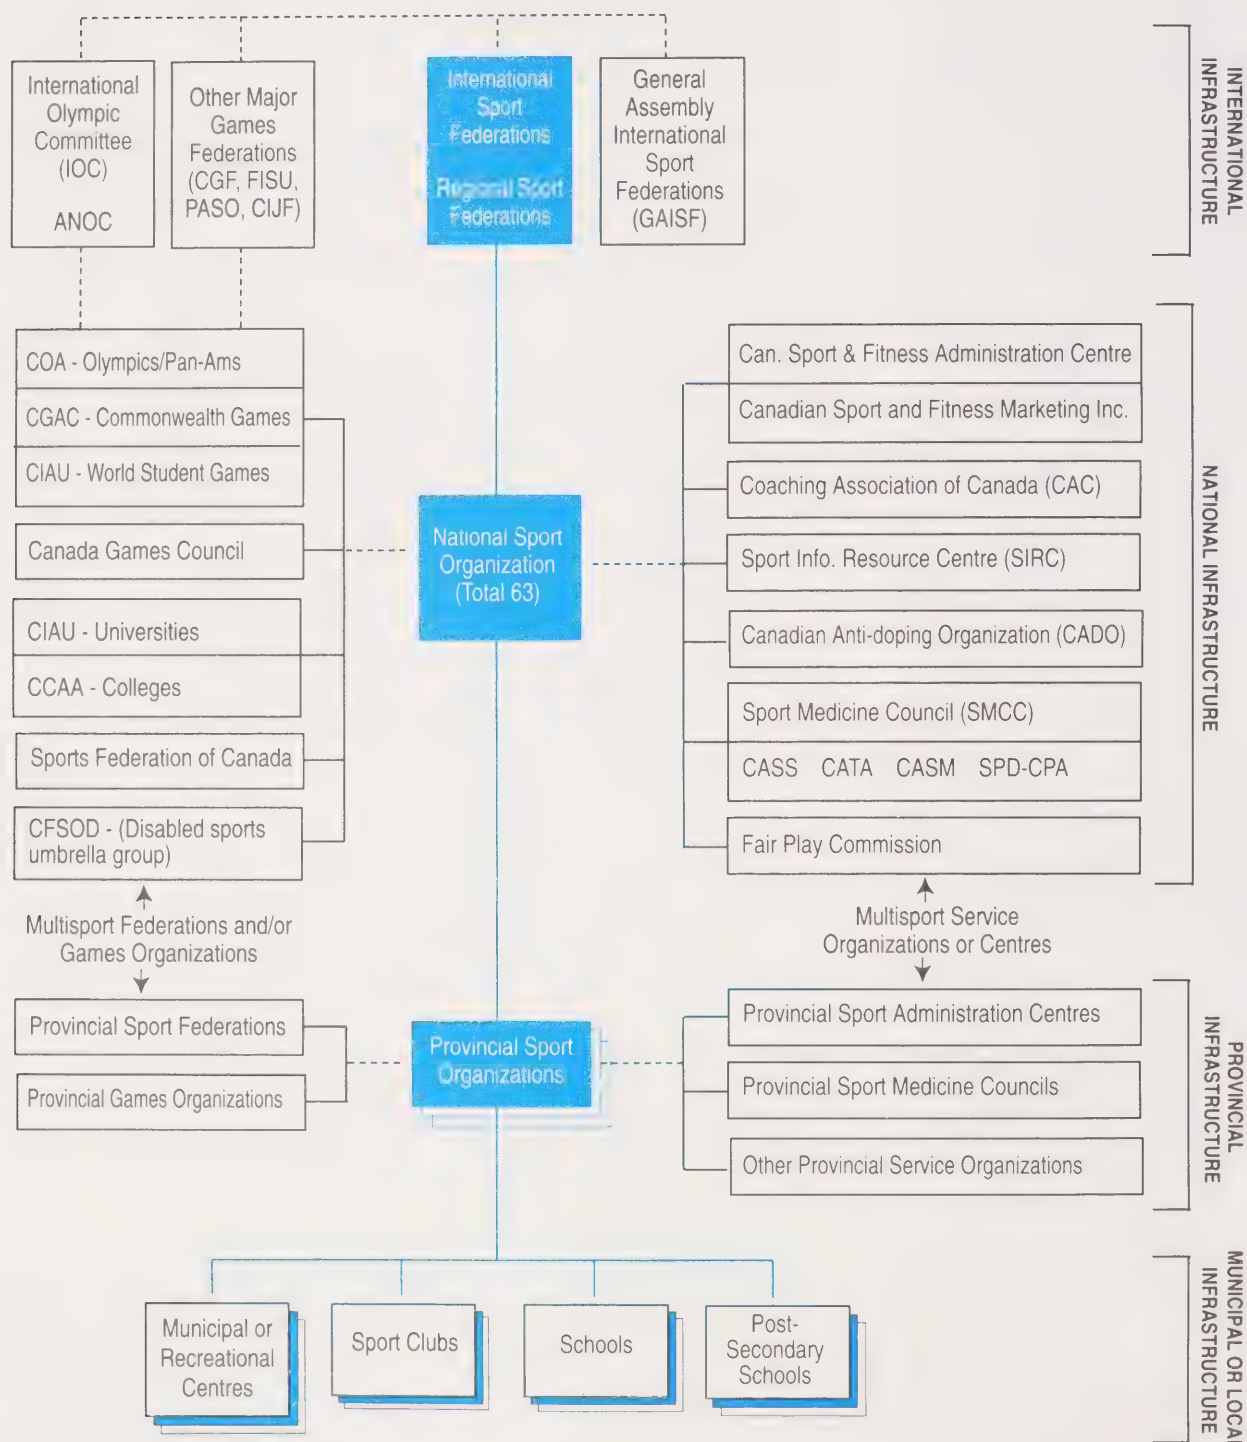 International
Olympic
Committee
(IOC)
ANOC
Other Major
Games
Federations
(CGF, FISU,
PASO, CIJF)
International
Sport
Federations
Regional Sport
Federations
General
Assembly
International
Sport
Federations
(GAISF)
INTERNATIONAL
INFRASTRUCTURE
COA - Olympics/Pan-Ams
CGAC - Commonwealth Games
CIAU - World Student Games
Canada Games Council
CIAU - Universities
CCAA - Colleges
Sports Federation of Canada
CFSOD - (Disabled sports
umbrella group)
National Sport
Organization
(Total 63)
Can. Sport & Fitness Administration Centre
Canadian Sport and Fitness Marketing Inc.
Coaching Association of Canada (CAC)
Sport Info. Resource Centre (SIRC)
Canadian Anti-doping Organization (CADO)
Sport Medicine Council (SMCC)
CASS CATA CASM SPD-CPA
Fair Play Commission
NATIONAL INFRASTRUCTURE
Multisport Federations and/or
Games Organizations
Multisport Service
Organizations or Centres
Provincial Sport Federations
Provincial Games Organizations
Provincial Sport
Organizations
Provincial Sport Administration Centres
Provincial Sport Medicine Councils
Other Provincial Service Organizations
PROVINCIAL
INFRASTRUCTURE
Municipal or
Recreational
Centres
Sport Clubs
Schools
Post-
Secondary
Schools
MUNICIPAL OR LOCAL
INFRASTRUCTURE